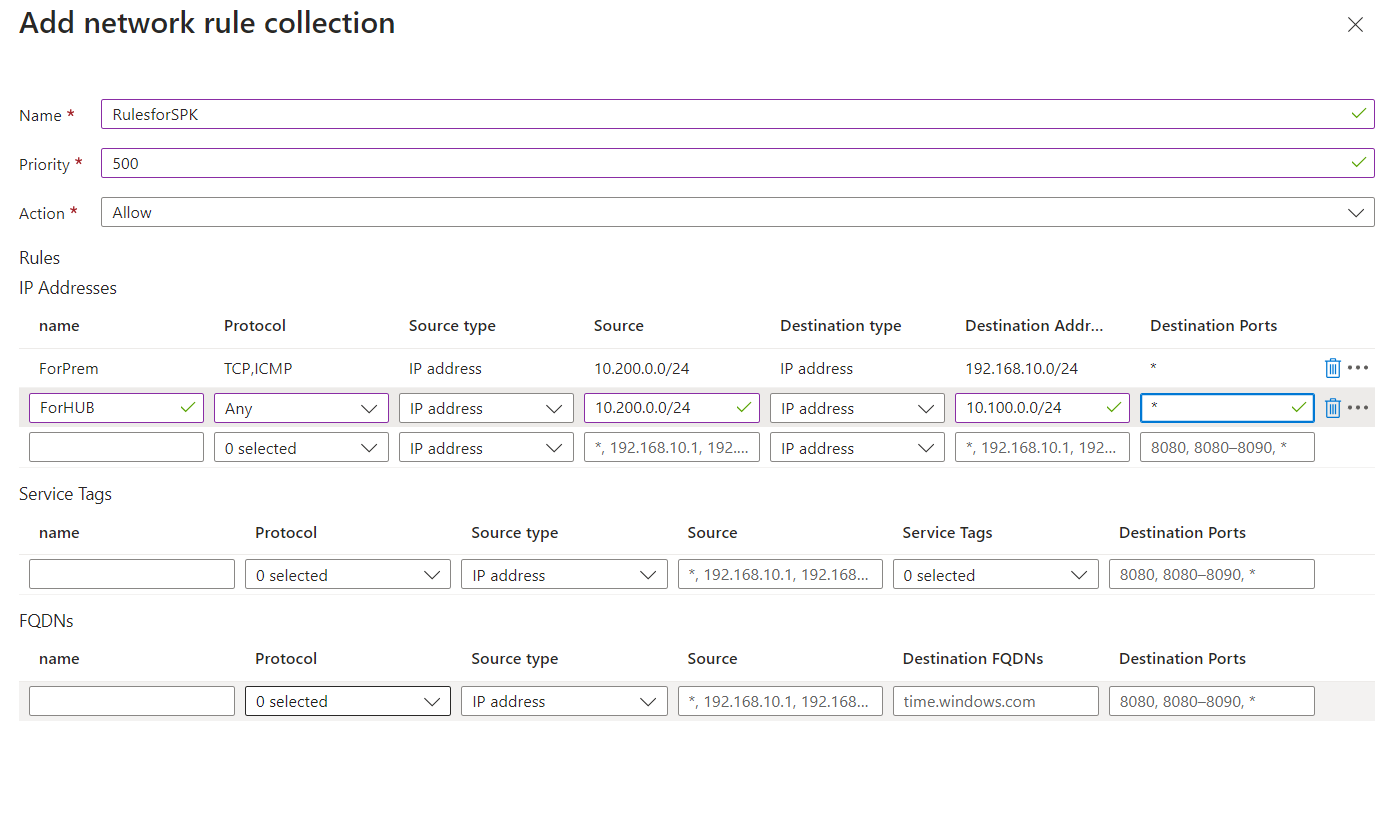 Add network rule collection
Name *
RulesforSPK
Priority *
500
Action *
Allow
Rules
IP Addresses
name Protocol Source type Source Destination type Destination Addr... Destination Ports
ForPrem TCP,ICMP IP address 10.200.0.0/24 IP address 192.168.10.0/24 *
ForHUB Any IP address 10.200.0.0/24 IP address 10.100.0.0/24 *
0 selected IP address *, 192.168.10.1, 192.... IP address *, 192.168.10.1, 192... 8080, 8080–8090, *
Service Tags
name Protocol Source type Source Service Tags Destination Ports
0 selected IP address *, 192.168.10.1, 192.168... 0 selected 8080, 8080–8090, *
FQDNs
name Protocol Source type Source Destination FQDNs Destination Ports
0 selected IP address *, 192.168.10.1, 192.168... time.windows.com 8080, 8080–8090, *